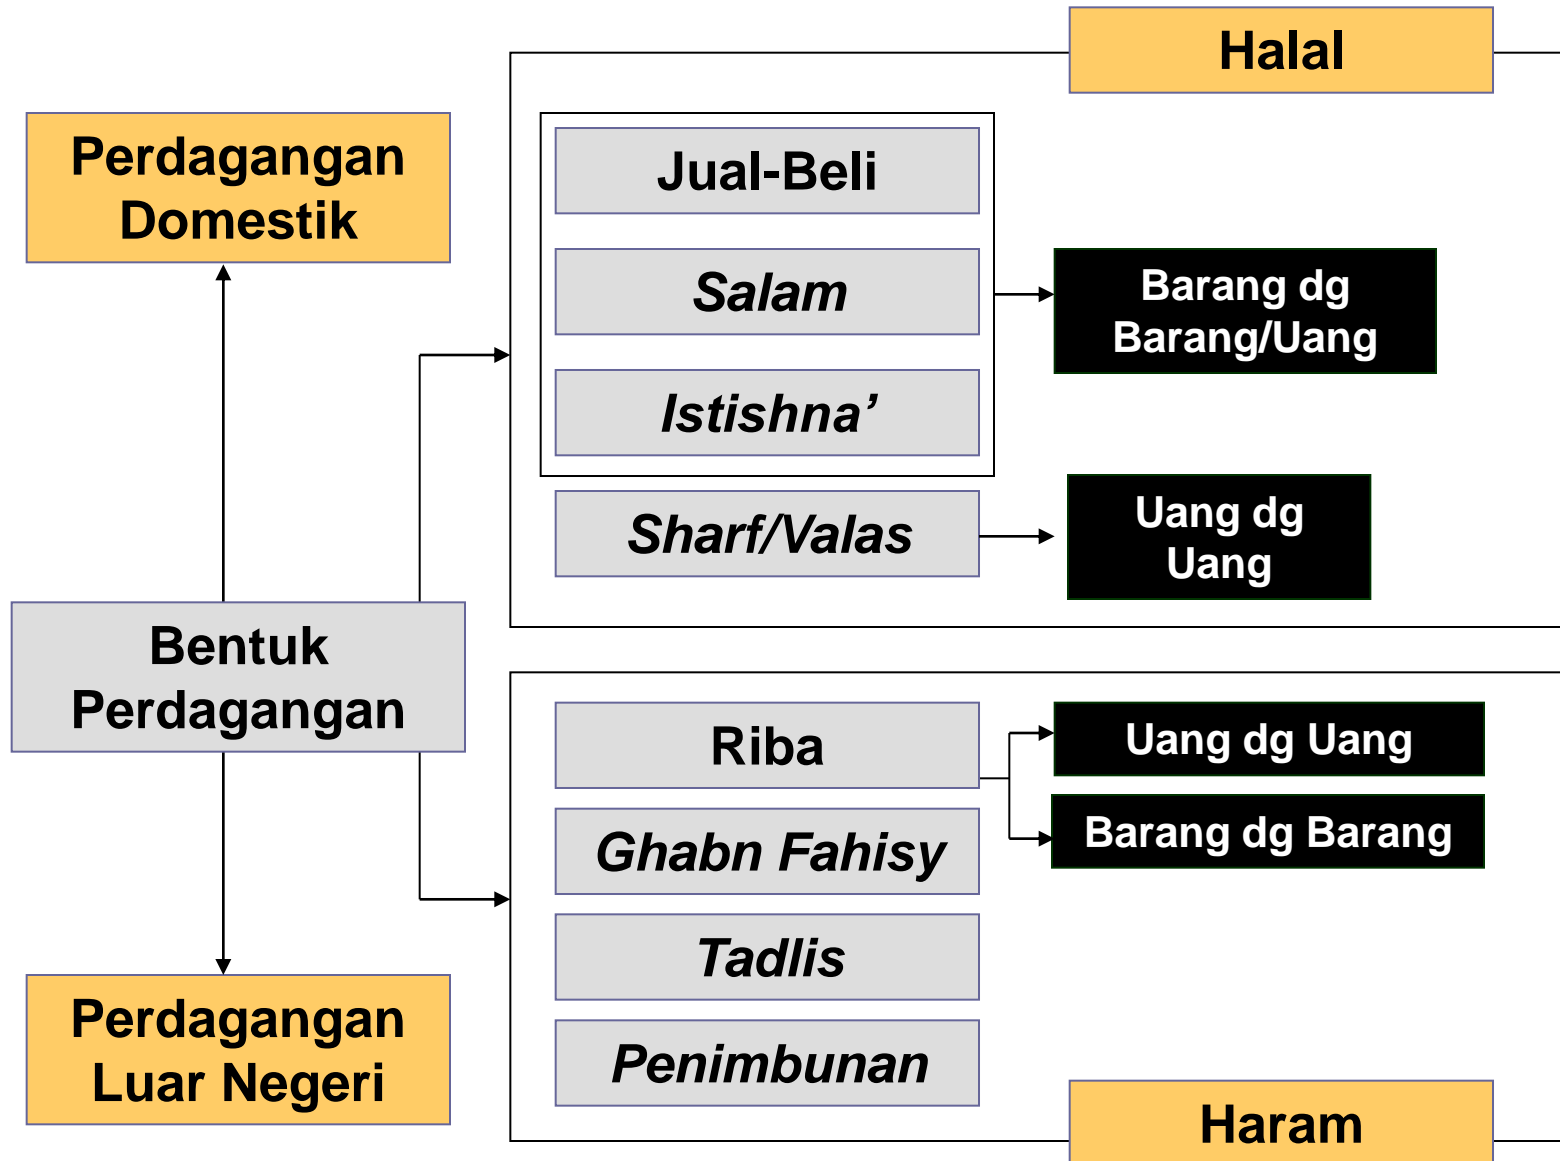 Halal
Perdagangan
Domestik
Jual-Beli
Salam
Barang dg
Barang/Uang
Istishna’
Sharf/Valas
Uang dg
Uang
Bentuk
Perdagangan
Riba
Uang dg Uang
Barang dg Barang
Ghabn Fahisy
Tadlis
Perdagangan
Luar Negeri
Penimbunan
Haram